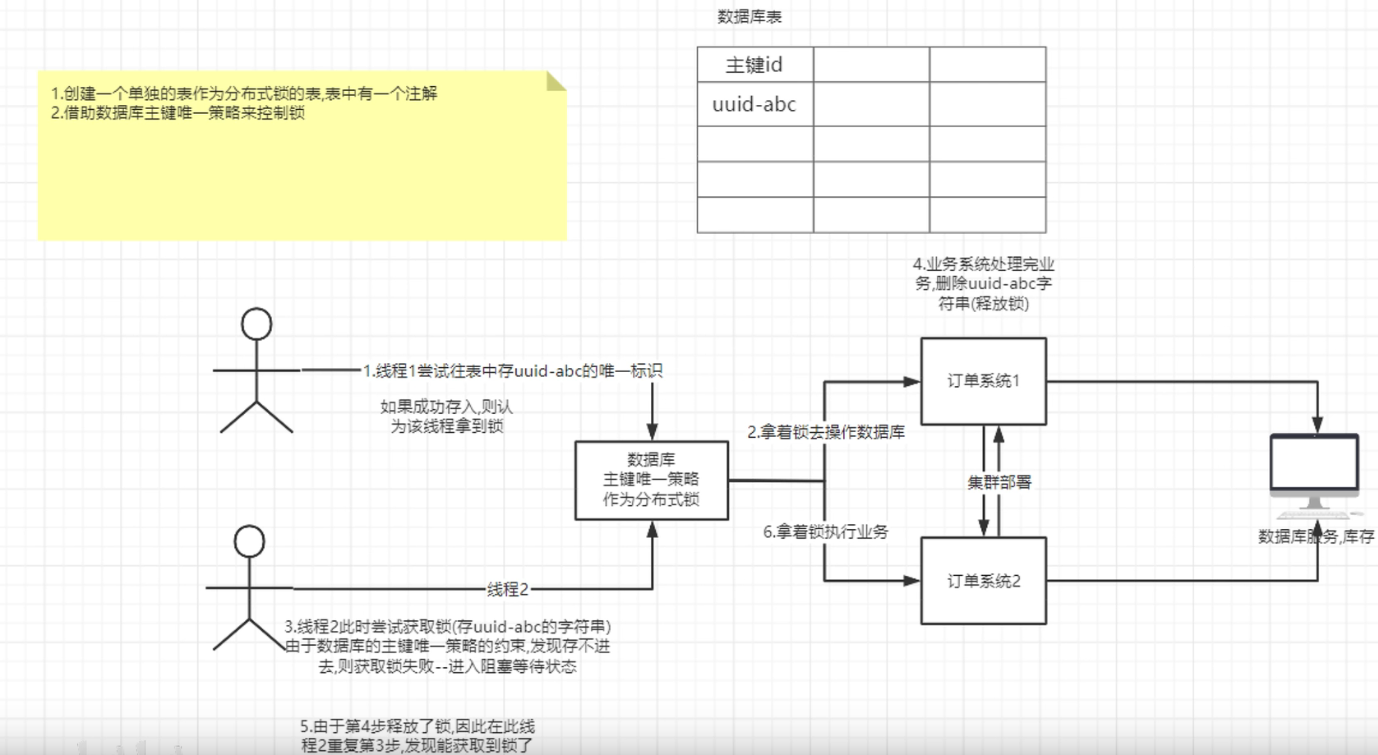 数据库表
1.创建一个单独的表作为分布式锁的表,表中有一个注解
2.借助数据库主键唯一策略来控制锁
主键id
uuid-abc
4.业务系统处理完业
务,删除uuid-abc字
符串(释放锁)
1.线程1尝试往表中存uuid-abc的唯一标识
如果成功存入,则认
为该线程拿到锁
订单系统1
2.拿着锁去操作数据库
数据库
主键唯一策略
作为分布式锁
集群部署
6.拿着锁执行业务
数据库服务,库存
线程2
订单系统2
3.线程2此时尝试获取锁(存uuid-abc的字符串)
由于数据库的主键唯一策略的约束,发现存不进
去,则获取锁失败--进入阻塞等待状态
5.由于第4步释放了锁,因此在此线
程2重复第3步,发现能获取到锁了